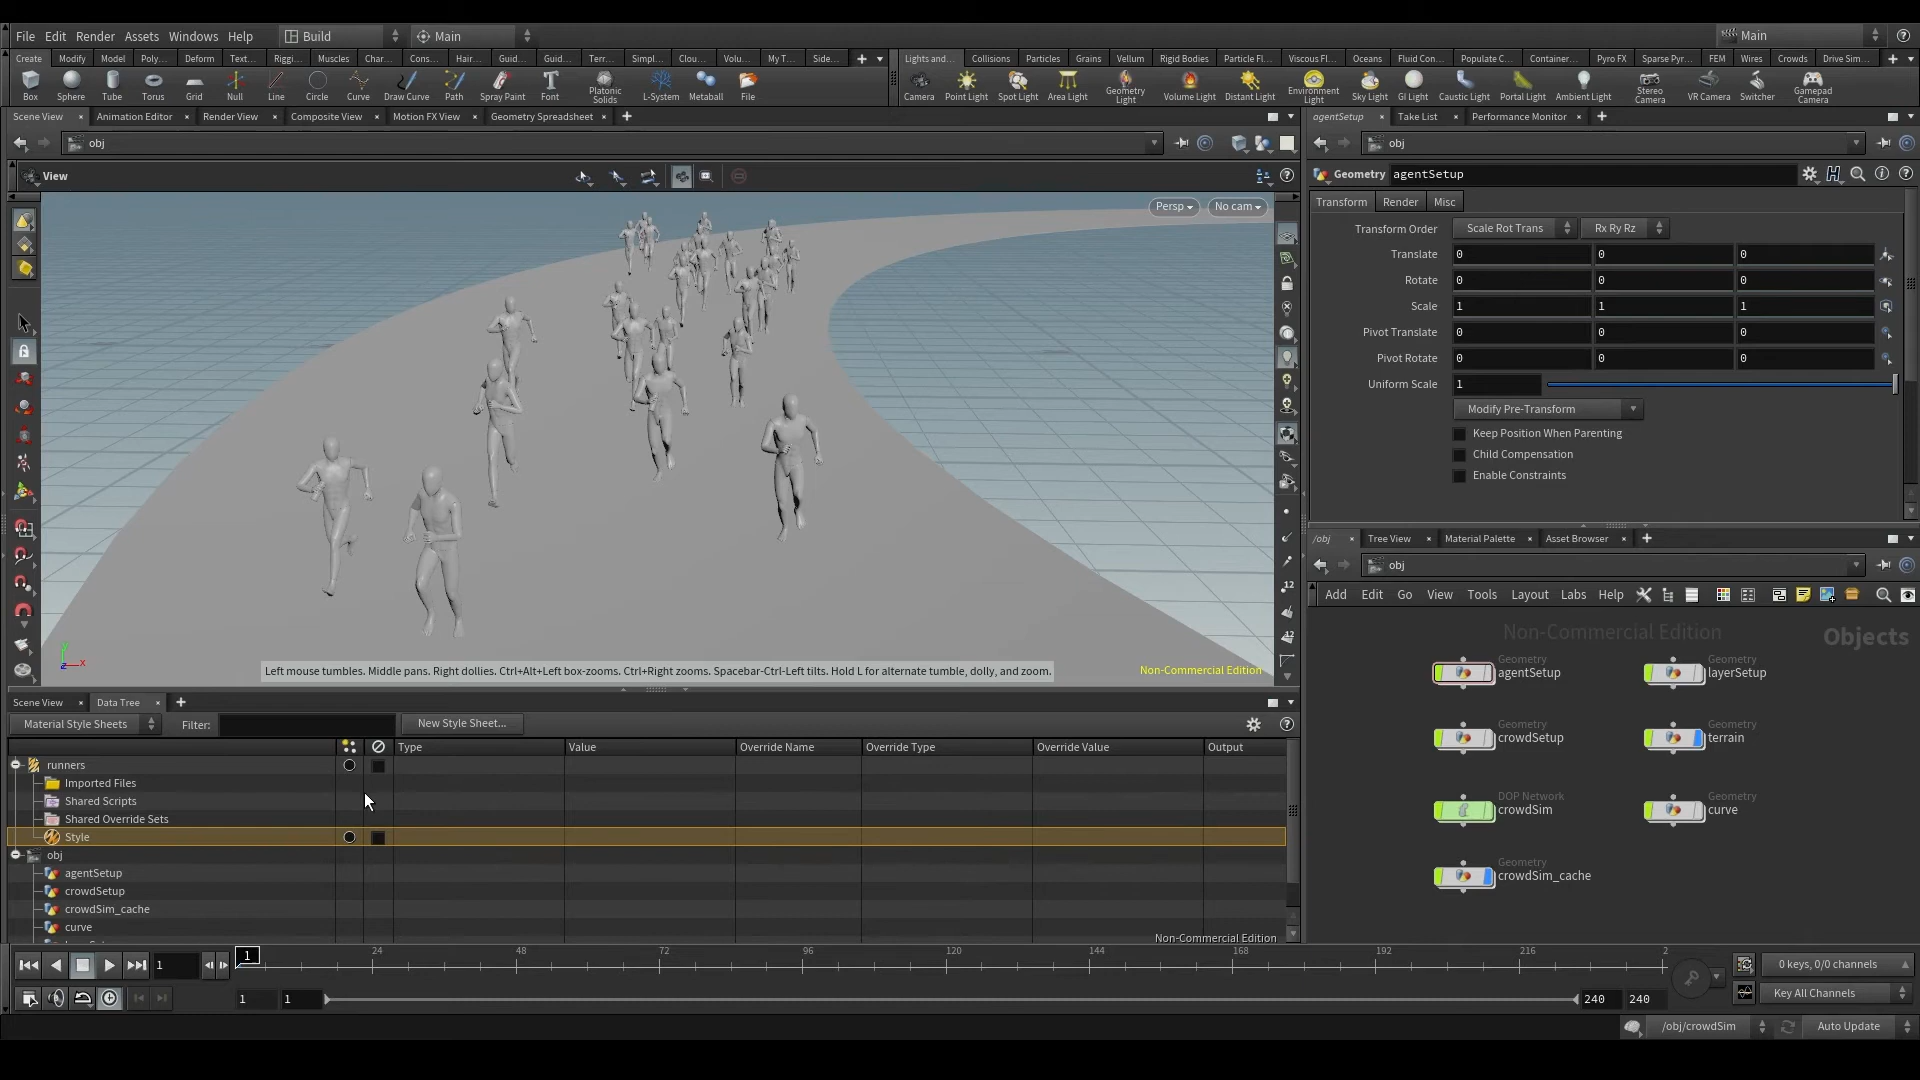 File Edit Render Assets Windows Help Build Main Main
Create Modify Model Poly... Deform Text... Riggi... Muscles Char... Cons... Hair... Guid... Guid... Terr... Simpl... Clou... Volu... My T... Side...
Lights and... Collisions Particles Grains Vellum Rigid Bodies Particle Fl... Viscous Fl... Oceans Fluid Con... Populate C... Container... Pyro FX Sparse Pyr... FEM Wires Crowds Drive Sim...
Box Sphere Tube Torus Grid Null Line Circle Curve Draw Curve Path Spray Paint Font Platonic Solids L-System Metaball File
Camera Point Light Spot Light Area Light Geometry Light Volume Light Distant Light Environment Light Sky Light GI Light Caustic Light Portal Light Ambient Light Stereo Camera VR Camera Switcher Gamepad Camera
Scene View Animation Editor Render View Composite View Motion FX View Geometry Spreadsheet
obj
View
Persp No cam
Left mouse tumbles. Middle pans. Right dollies. Ctrl+Alt+Left box-zooms. Ctrl+Right zooms. Spacebar-Ctrl-Left tilts. Hold L for alternate tumble, dolly, and zoom.
Non-Commercial Edition
12
12
agentSetup Take List Performance Monitor
obj
Geometry agentSetup
Transform Render Misc
Transform Order Scale Rot Trans Rx Ry Rz
Translate 0 0 0
Rotate 0 0 0
Scale 1 1 1
Pivot Translate 0 0 0
Pivot Rotate 0 0 0
Uniform Scale 1
Modify Pre-Transform
Keep Position When Parenting
Child Compensation
Enable Constraints
/obj Tree View Material Palette Asset Browser
obj
Add Edit Go View Tools Layout Labs Help
Non-Commercial Edition Objects
Geometry
agentSetup
Geometry
layerSetup
Geometry
crowdSetup
Geometry
terrain
DOP Network
crowdSim
Geometry
curve
Geometry
crowdSim_cache
Scene View Data Tree
Material Style Sheets Filter: New Style Sheet...
Type Value Override Name Override Type Override Value Output
runners
Imported Files
Shared Scripts
Shared Override Sets
Style
obj
agentSetup
crowdSetup
crowdSim_cache
curve
Non-Commercial Edition
1 1 24 48 72 96 120 144 168 192 216 2
0 keys, 0/0 channels
1 1 240 240 Key All Channels
/obj/crowdSim Auto Update